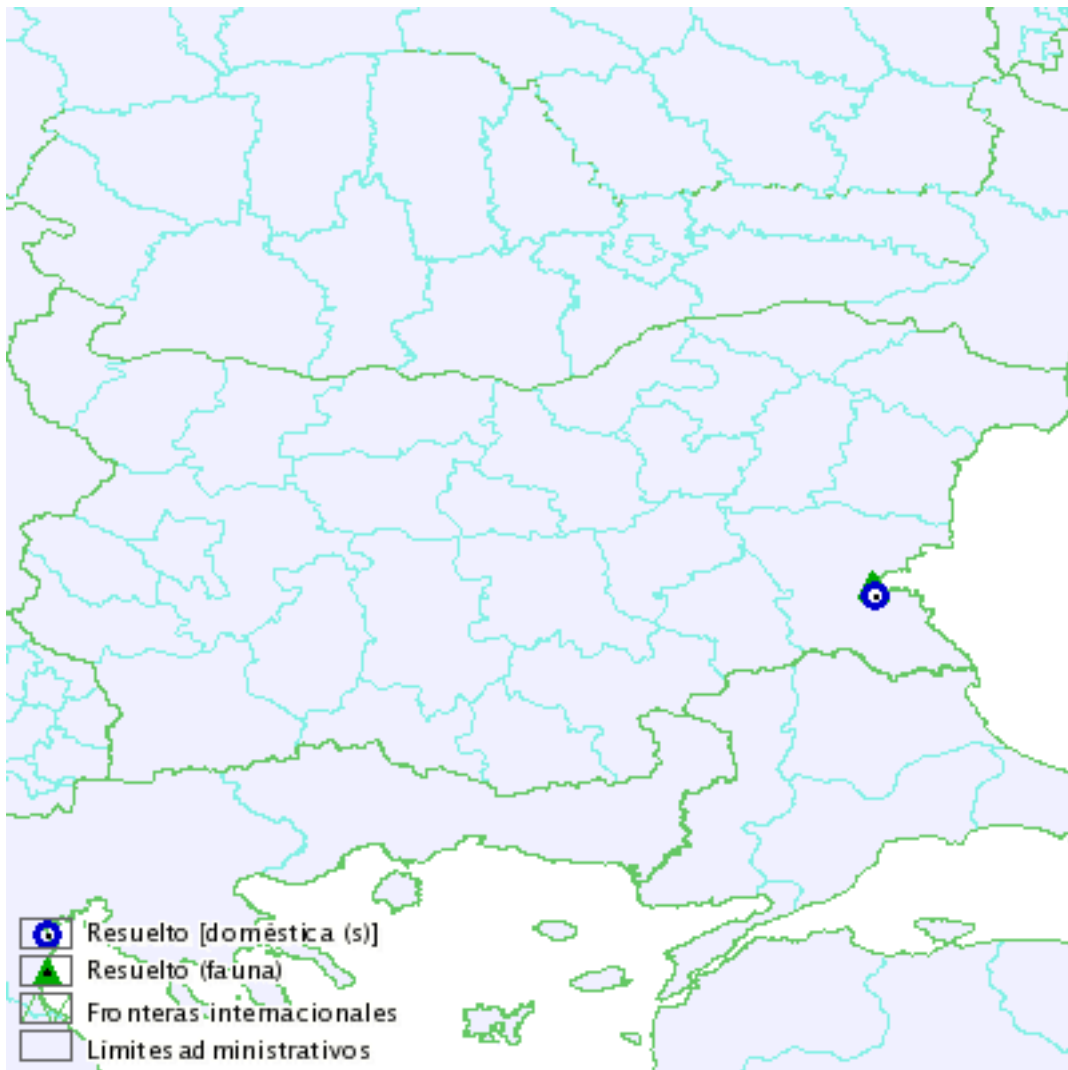 Resuelto [doméstica (s)]
Resuelto (fauna)
Fronteras internacionales
Límites administrativos